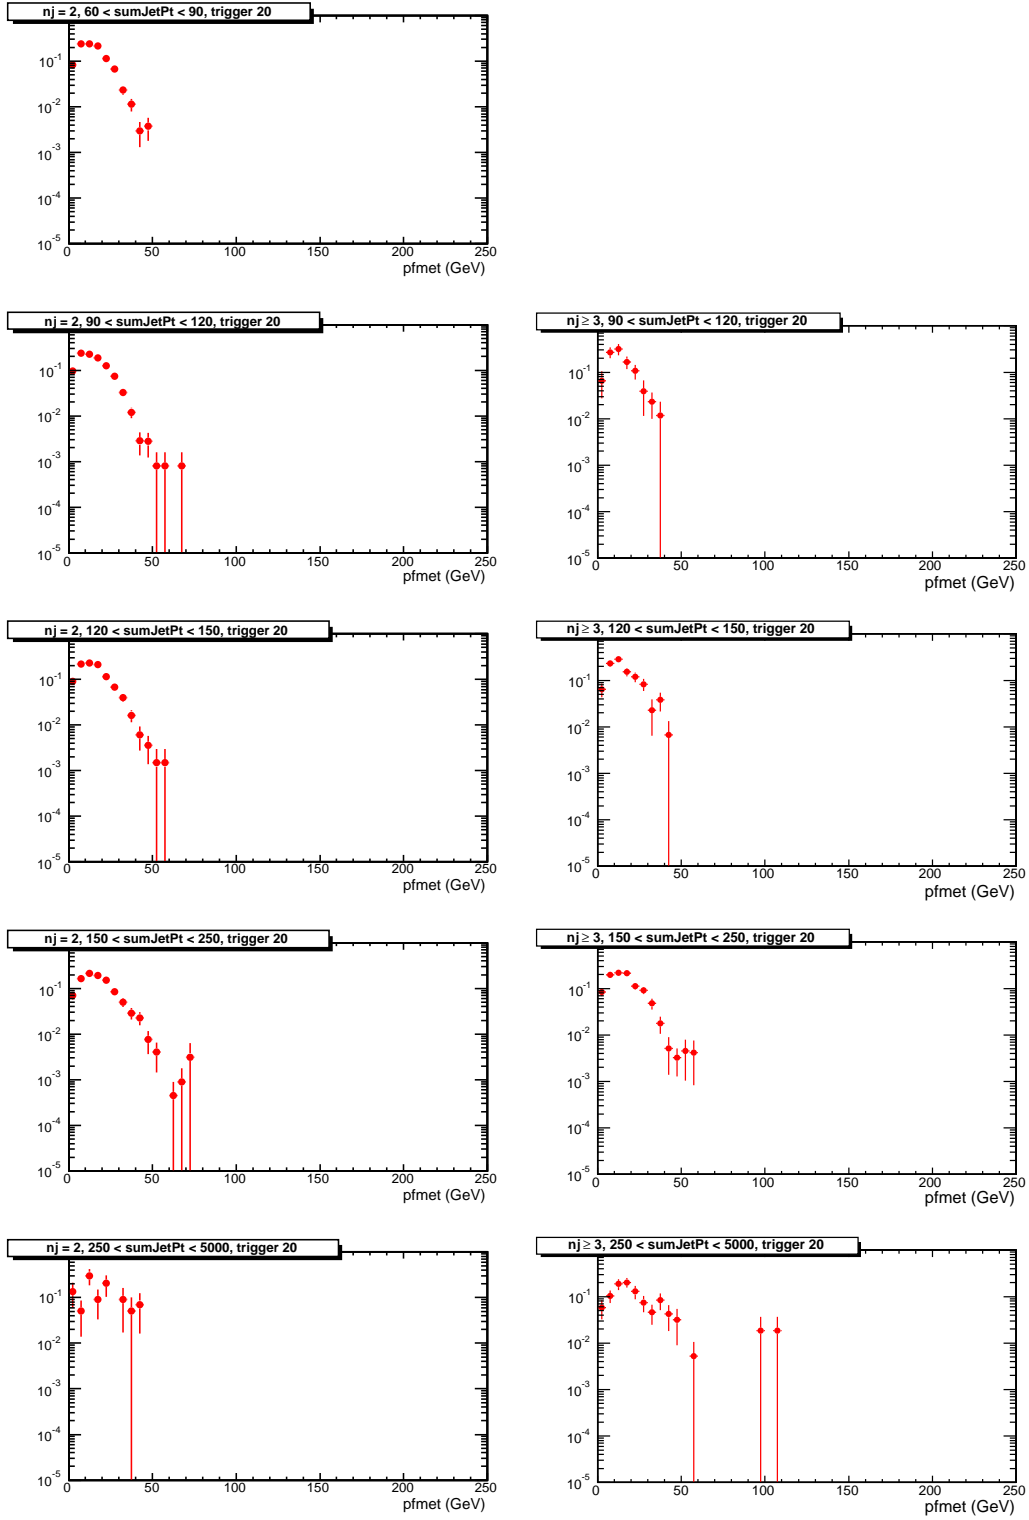 nj = 2, 60 < sumJetPt < 90, trigger 20
10^-1
10^-2
10^-3
10^-4
10^-5
0 50 100 150 200 250
pfmet (GeV)
nj = 2, 90 < sumJetPt < 120, trigger 20
10^-1
10^-2
10^-3
10^-4
10^-5
0 50 100 150 200 250
pfmet (GeV)
nj ≥ 3, 90 < sumJetPt < 120, trigger 20
10^-1
10^-2
10^-3
10^-4
10^-5
0 50 100 150 200 250
pfmet (GeV)
nj = 2, 120 < sumJetPt < 150, trigger 20
10^-1
10^-2
10^-3
10^-4
10^-5
0 50 100 150 200 250
pfmet (GeV)
nj ≥ 3, 120 < sumJetPt < 150, trigger 20
10^-1
10^-2
10^-3
10^-4
10^-5
0 50 100 150 200 250
pfmet (GeV)
nj = 2, 150 < sumJetPt < 250, trigger 20
10^-1
10^-2
10^-3
10^-4
10^-5
0 50 100 150 200 250
pfmet (GeV)
nj ≥ 3, 150 < sumJetPt < 250, trigger 20
10^-1
10^-2
10^-3
10^-4
10^-5
0 50 100 150 200 250
pfmet (GeV)
nj = 2, 250 < sumJetPt < 5000, trigger 20
10^-1
10^-2
10^-3
10^-4
10^-5
0 50 100 150 200 250
pfmet (GeV)
nj ≥ 3, 250 < sumJetPt < 5000, trigger 20
10^-1
10^-2
10^-3
10^-4
10^-5
0 50 100 150 200 250
pfmet (GeV)